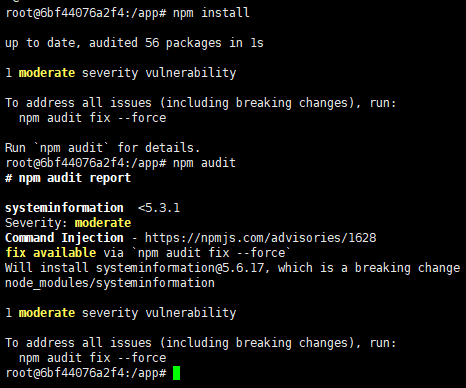 root@6bf44076a2f4:/app# npm install
up to date, audited 56 packages in 1s
1 moderate severity vulnerability
To address all issues (including breaking changes), run:
  npm audit fix --force
Run `npm audit` for details.
root@6bf44076a2f4:/app# npm audit
# npm audit report
systeminformation  <5.3.1
Severity: moderate
Command Injection - https://npmjs.com/advisories/1628
fix available via `npm audit fix --force`
Will install systeminformation@5.6.17, which is a breaking change
node_modules/systeminformation
1 moderate severity vulnerability
To address all issues (including breaking changes), run:
  npm audit fix --force
root@6bf44076a2f4:/app#